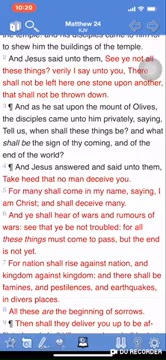 10:20
Matthew 24
the temple: and his disciples came to him for
to shew him the buildings of the temple.
2 And Jesus said unto them, See ye not all
these things? verily I say unto you, There
shall not be left here one stone upon another,
that shall not be thrown down.
3 ¶ And as he sat upon the mount of Olives,
the disciples came unto him privately, saying,
Tell us, when shall these things be? and what
shall be the sign of thy coming, and of the
end of the world?
4 ¶ And Jesus answered and said unto them,
Take heed that no man deceive you.
5 For many shall come in my name, saying, I
am Christ; and shall deceive many.
6 And ye shall hear of wars and rumours of
wars: see that ye be not troubled: for all
these things must come to pass, but the end
is not yet.
7 For nation shall rise against nation, and
kingdom against kingdom: and there shall be
famines, and pestilences, and earthquakes,
in divers places.
8 All these are the beginning of sorrows.
9 ¶ Then shall they deliver you up to be af-
DU RECORDER